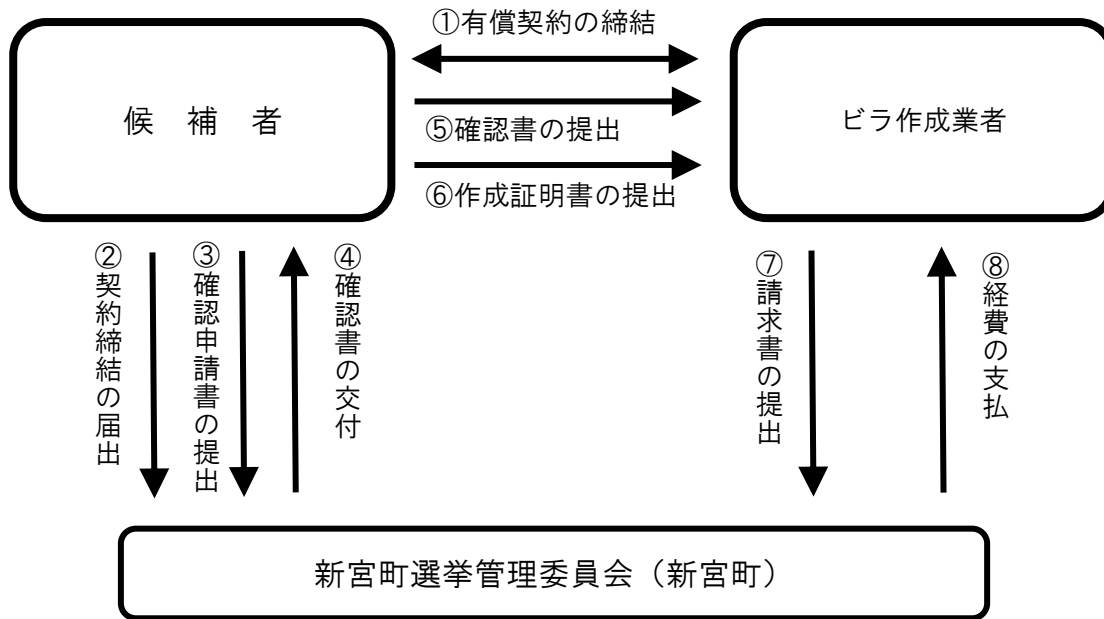 ①有償契約の締結
候　補　者
ビラ作成業者
⑤確認書の提出
⑥作成証明書の提出
②契約締結の届出
③確認申請書の提出
④確認書の交付
⑦請求書の提出
⑧経費の支払
新宮町選挙管理委員会（新宮町）